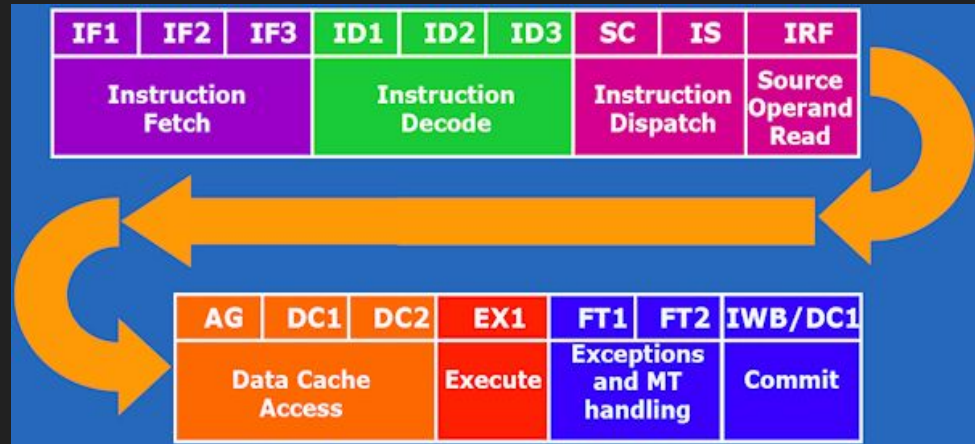 IF1 IF2 IF3 ID1 ID2 ID3 SC IS IRF
Instruction
Fetch
Instruction
Decode
Instruction
Dispatch
Source
Operand
Read
AG DC1 DC2 EX1 FT1 FT2 IWB/DC1
Data Cache
Access
Execute
Exceptions
and MT
handling
Commit